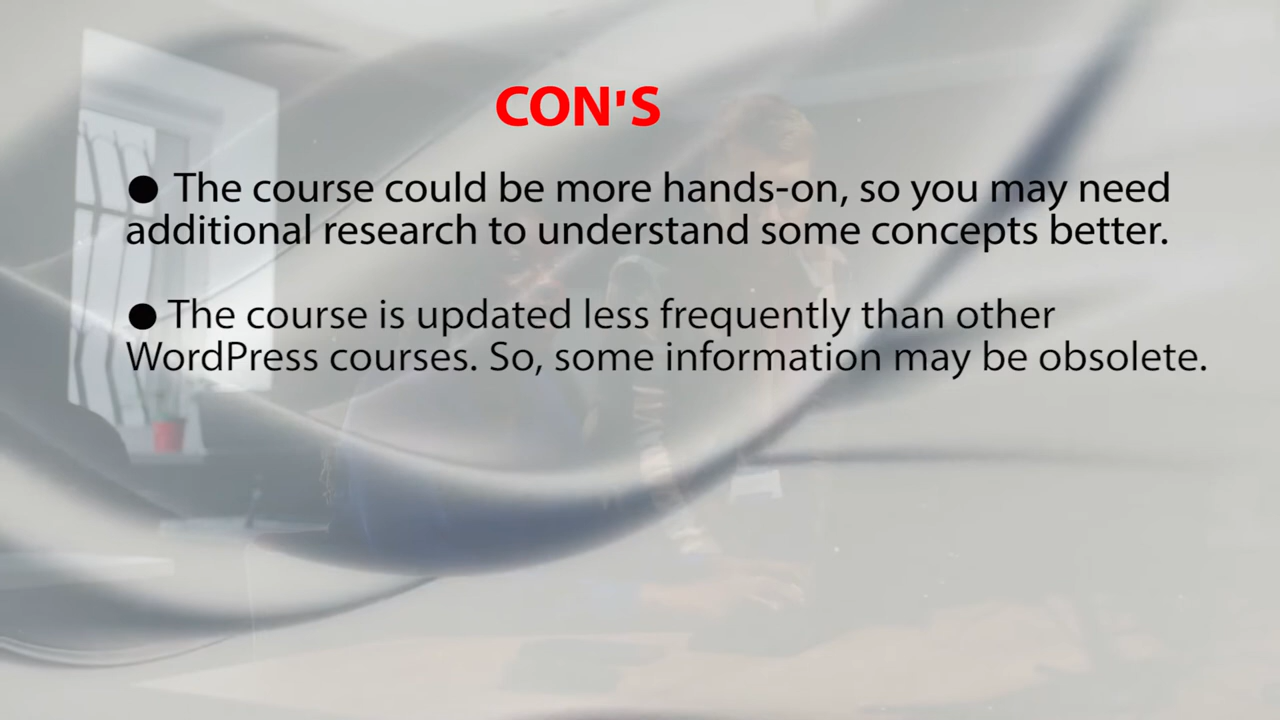 CON'S
● The course could be more hands-on, so you may need
additional research to understand some concepts better.
● The course is updated less frequently than other
WordPress courses. So, some information may be obsolete.